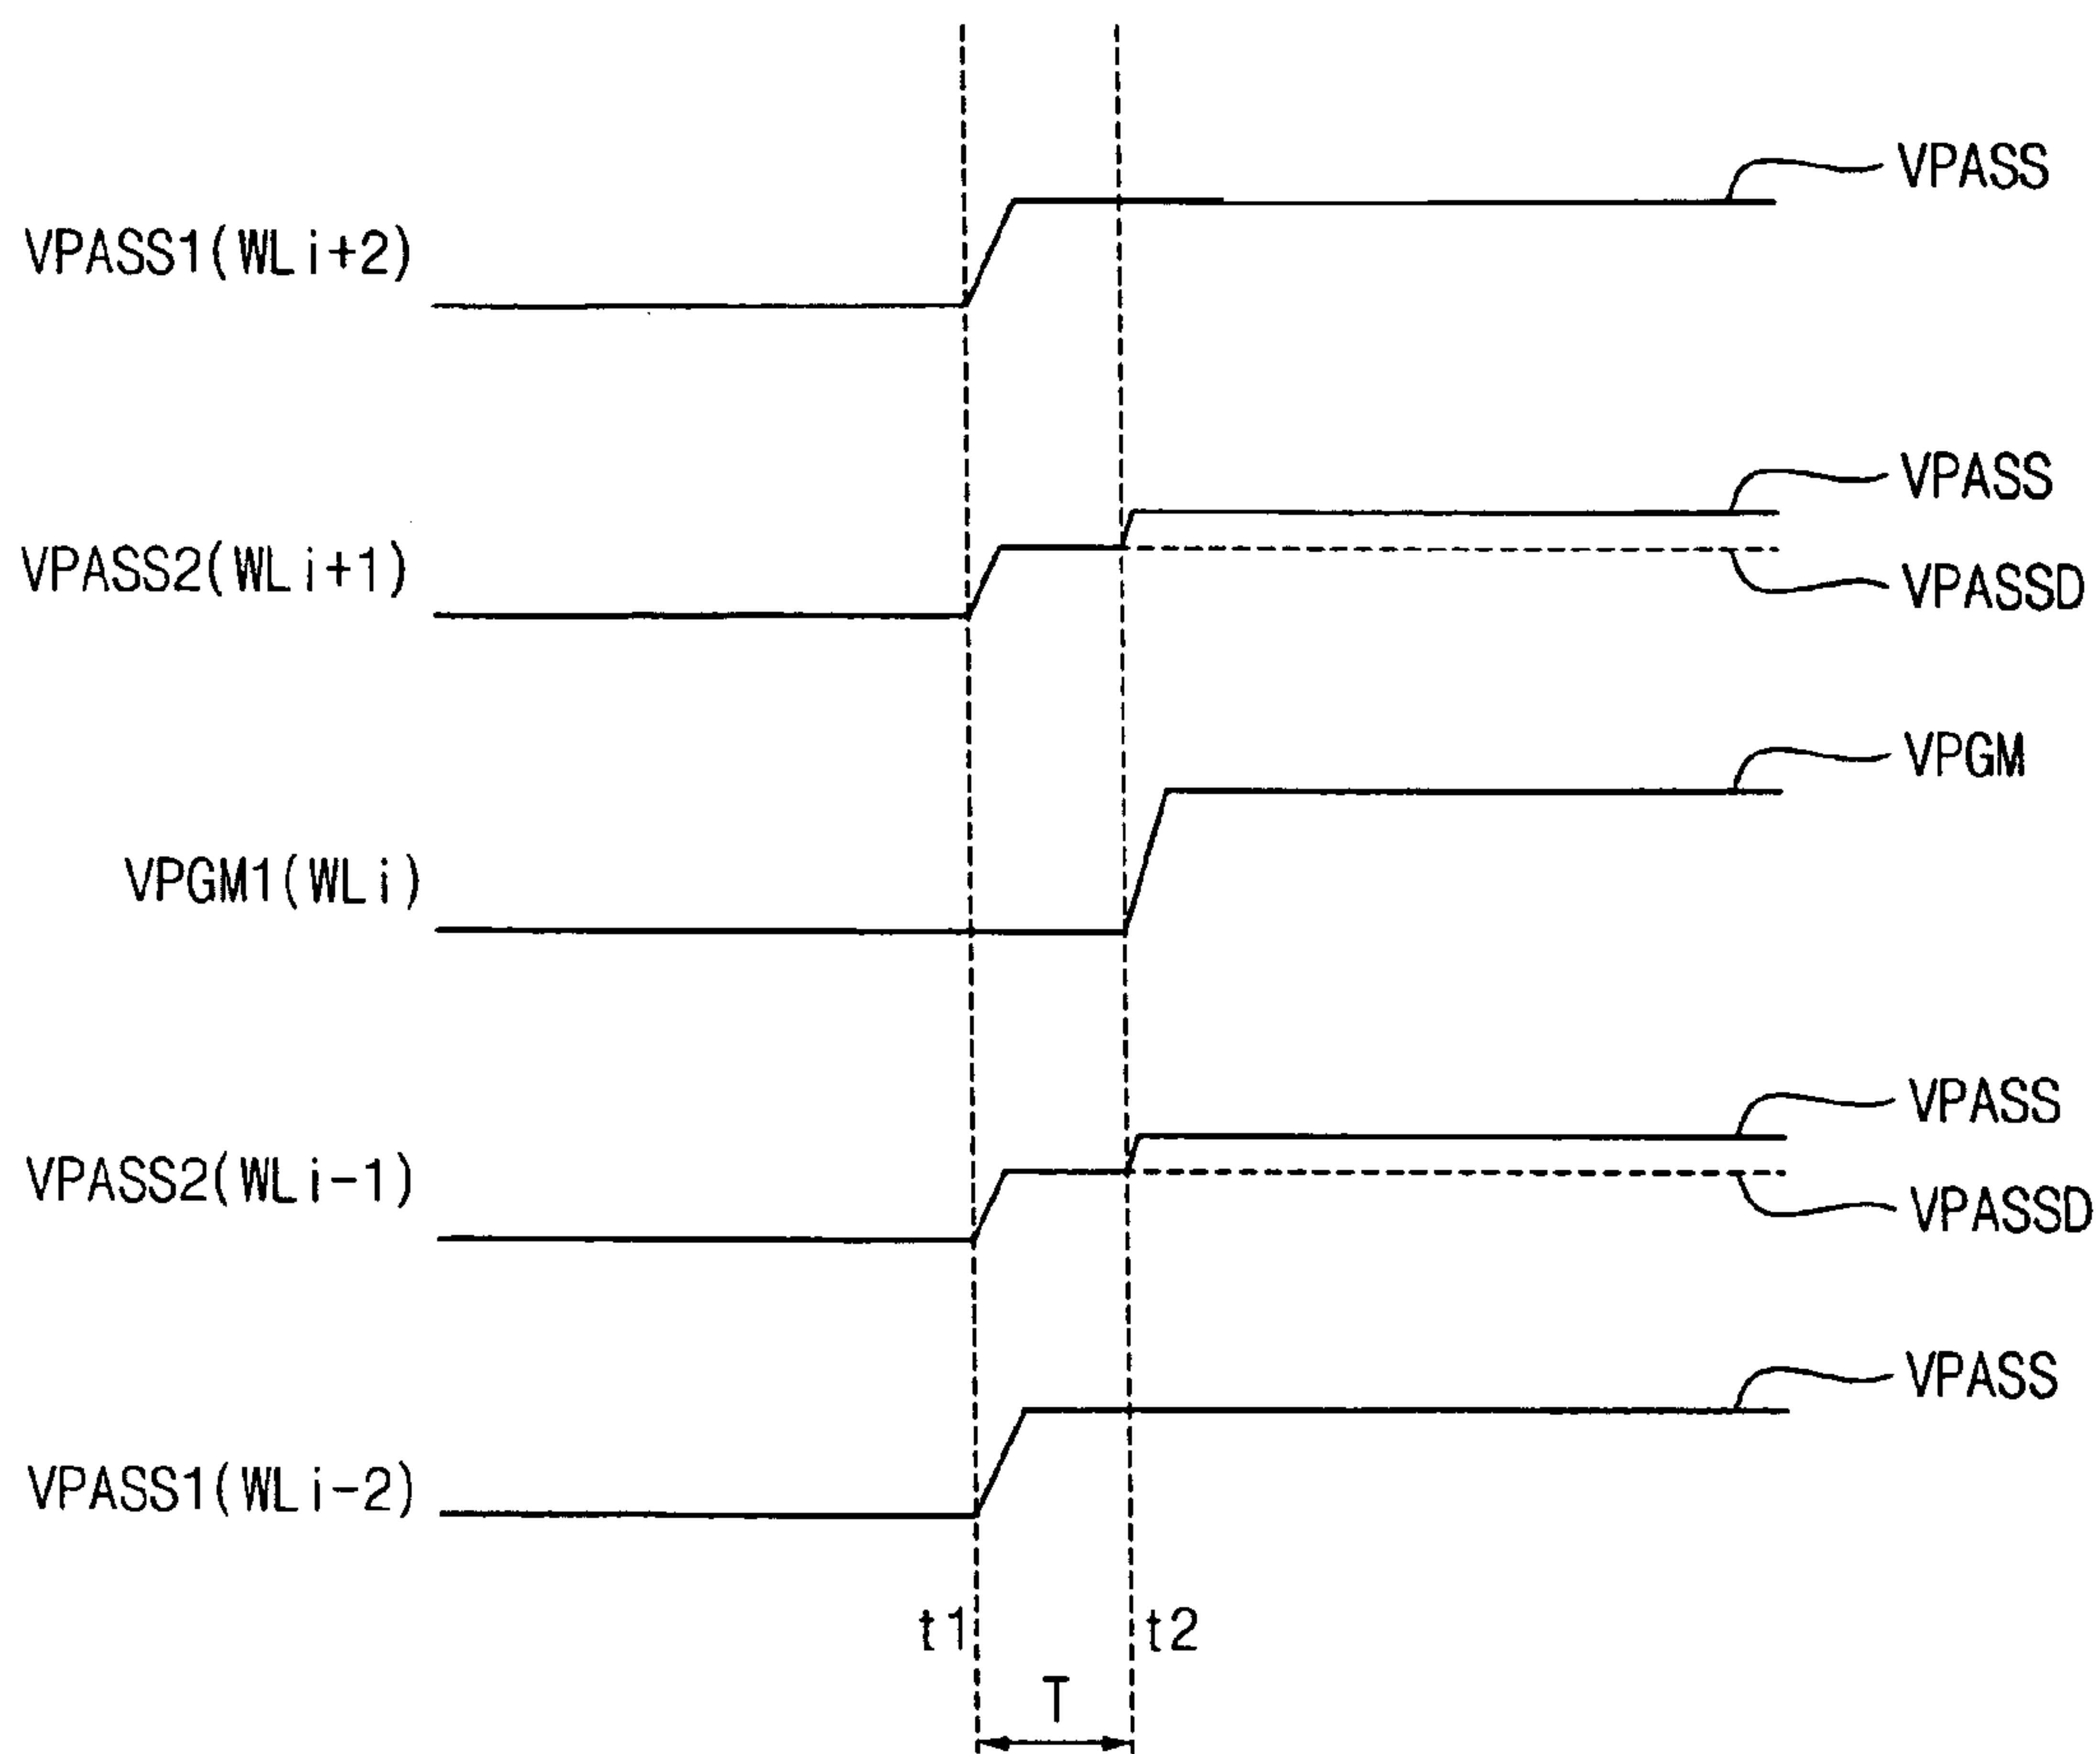 VPASS
VPASS1(WLi+2)
VPASS
VPASS2(WLi+1)
VPASSD
VPGM
VPGM1(WLi)
VPASS
VPASS2(WLi-1)
VPASSD
VPASS
VPASS1(WLi-2)
t1 t2
T